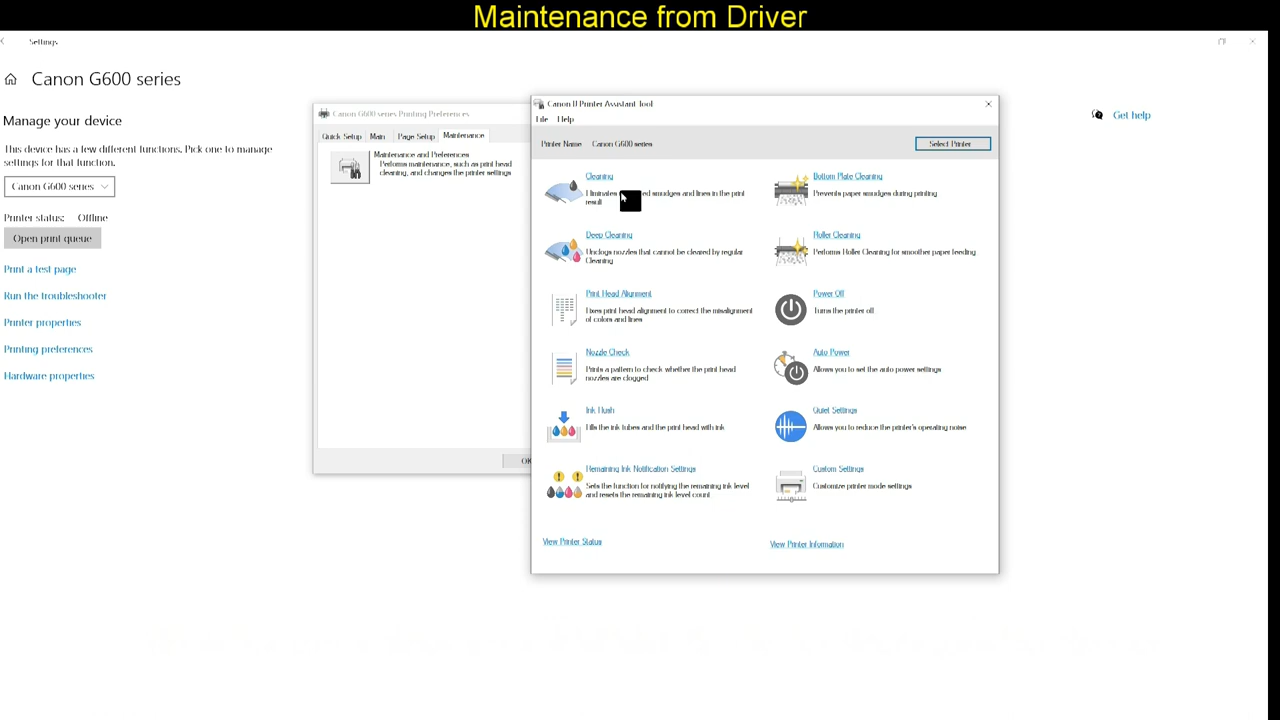 Maintenance from Driver
Settings
Canon G600 series
Manage your device
This device has a few different functions. Pick one to manage
settings for that function.
Canon G600 series
Printer status: Offline
Open print queue
Print a test page
Run the troubleshooter
Printer properties
Printing preferences
Hardware properties
Get help
Canon G600 series Printing Preferences
Quick Setup Main Page Setup Maintenance
Maintenance and Preferences
Performs maintenance, such as print head
cleaning, and changes the printer settings
OK
Canon IJ Printer Assistant Tool
File Help
Printer Name Canon G600 series
Select Printer
Cleaning
Eliminates smudges and lines in the print
result
Deep Cleaning
Unclogs nozzles that cannot be cleared by regular
Cleaning
Print Head Alignment
Fixes print head alignment to correct the misalignment
of colors and lines
Nozzle Check
Prints a pattern to check whether the print head
nozzles are clogged
Ink Flush
Fills the ink tubes and the print head with ink
Remaining Ink Notification Settings
Sets the function for notifying the remaining ink level
and resets the remaining ink level count
View Printer Status
Bottom Plate Cleaning
Prevents paper smudges during printing
Roller Cleaning
Performs Roller Cleaning for smoother paper feeding
Power Off
Turns the printer off
Auto Power
Allows you to set the auto power settings
Quiet Settings
Allows you to reduce the printer's operating noise
Custom Settings
Customize printer mode settings
View Printer Information